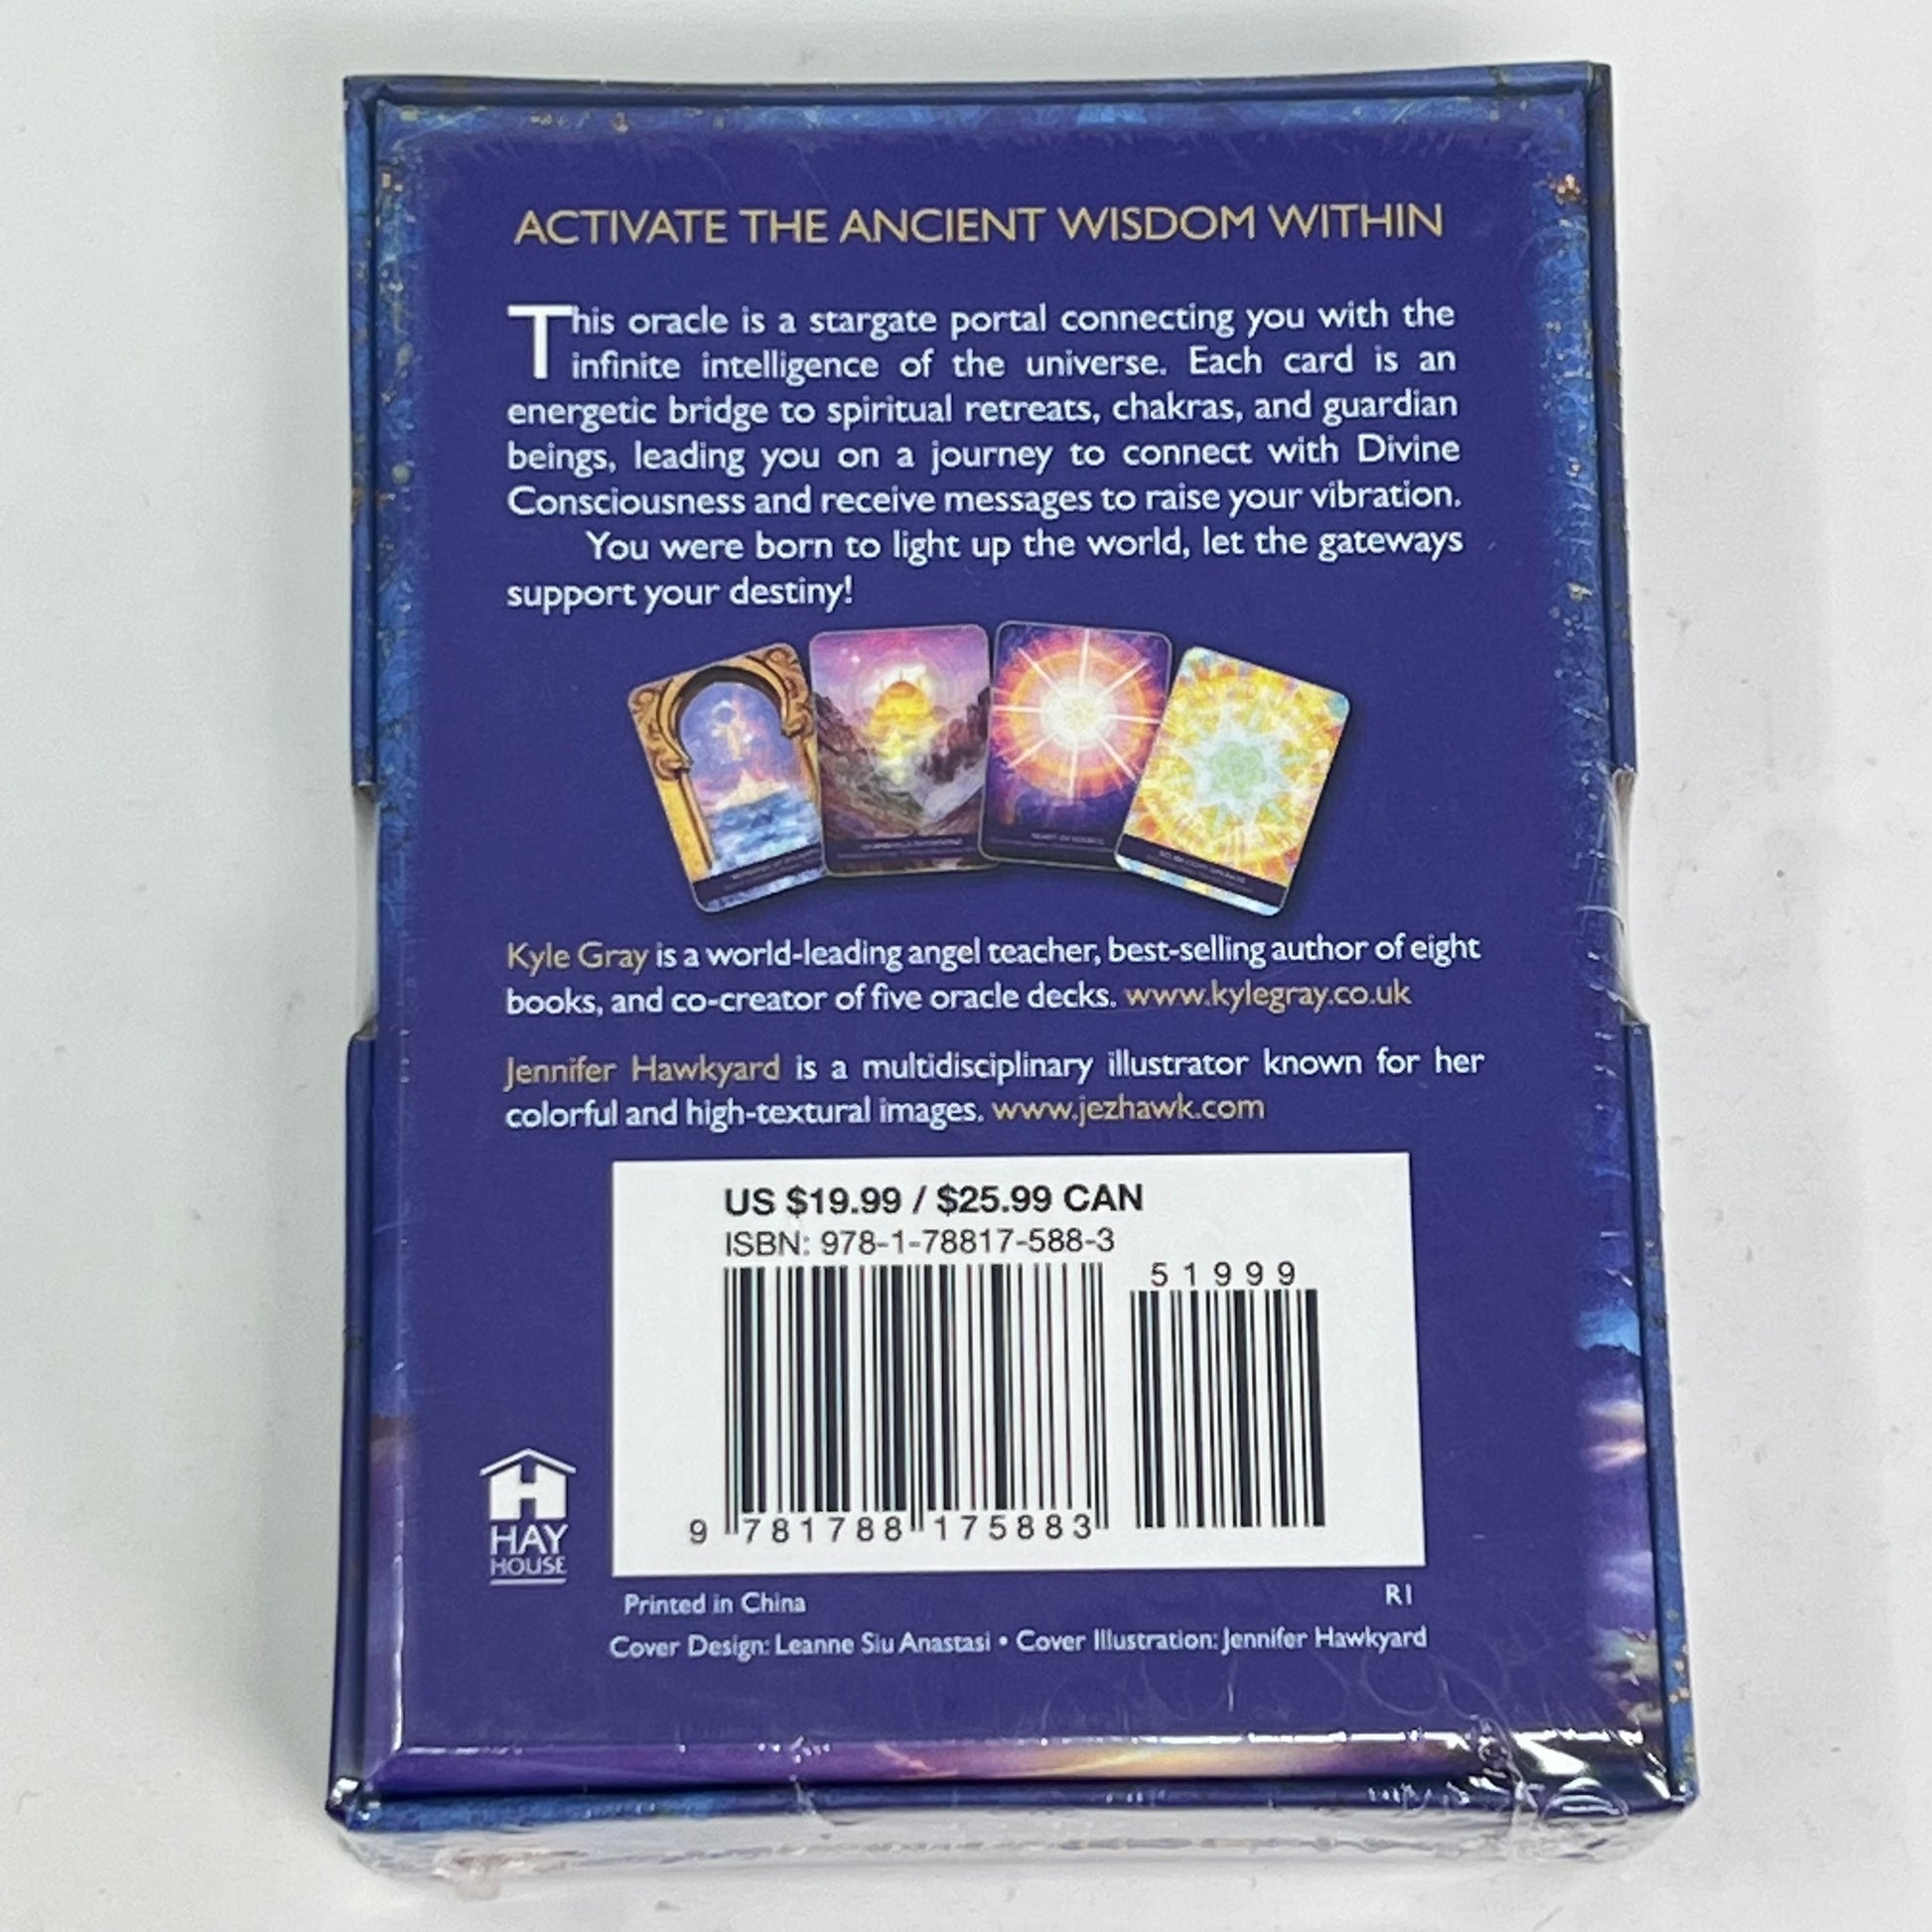 ACTIVATE THE ANCIENT WISDOM WITHIN
This oracle is a stargate portal connecting you with the
infinite intelligence of the universe. Each card is an
energetic bridge to spiritual retreats, chakras, and guardian
beings, leading you on a journey to connect with Divine
Consciousness and receive messages to raise your vibration.
You were born to light up the world, let the gateways
support your destiny!
Kyle Gray is a world-leading angel teacher, best-selling author of eight
books, and co-creator of five oracle decks. www.kylegray.co.uk
Jennifer Hawkyard is a multidisciplinary illustrator known for her
colorful and high-textural images. www.jezhawk.com
US $19.99 / $25.99 CAN
ISBN: 978-1-78817-588-3
51999
9 781788 175883
HAY
HOUSE
Printed in China
R1
Cover Design: Leanne Siu Anastasi • Cover Illustration: Jennifer Hawkyard